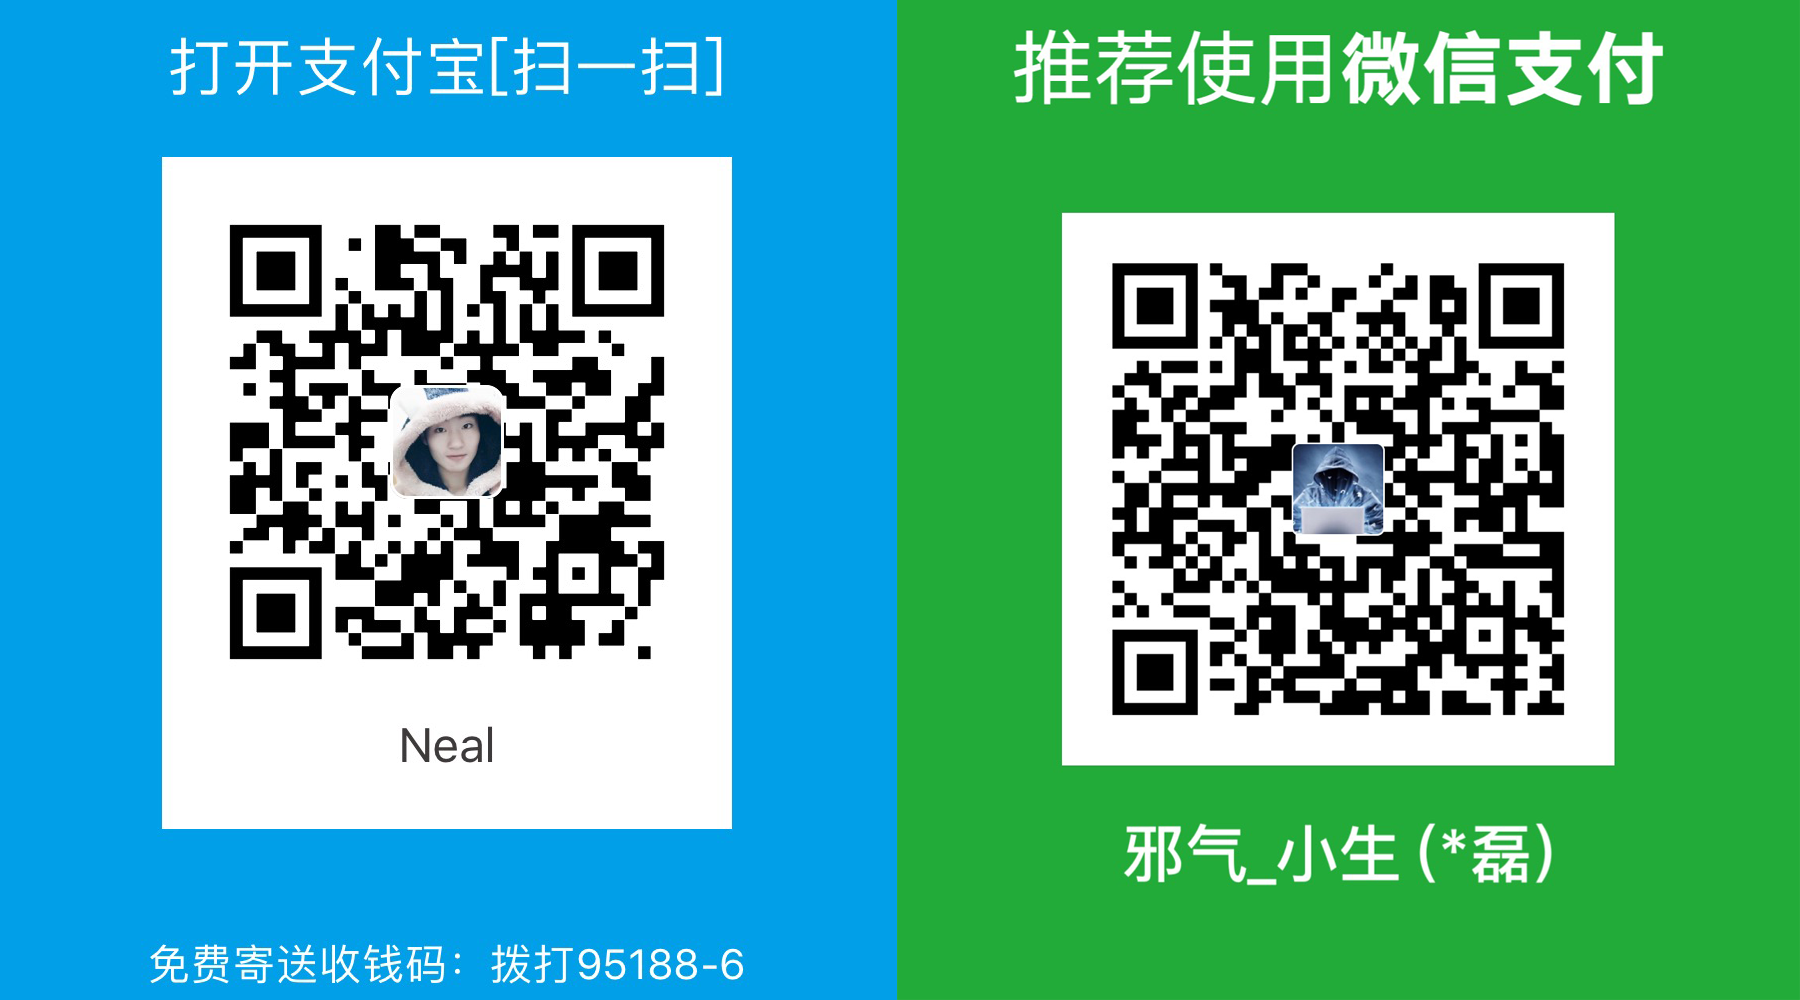 打开支付宝[扫一扫]
Neal
免费寄送收钱码：拨打95188-6
推荐使用微信支付
邪气_小生 (*磊)